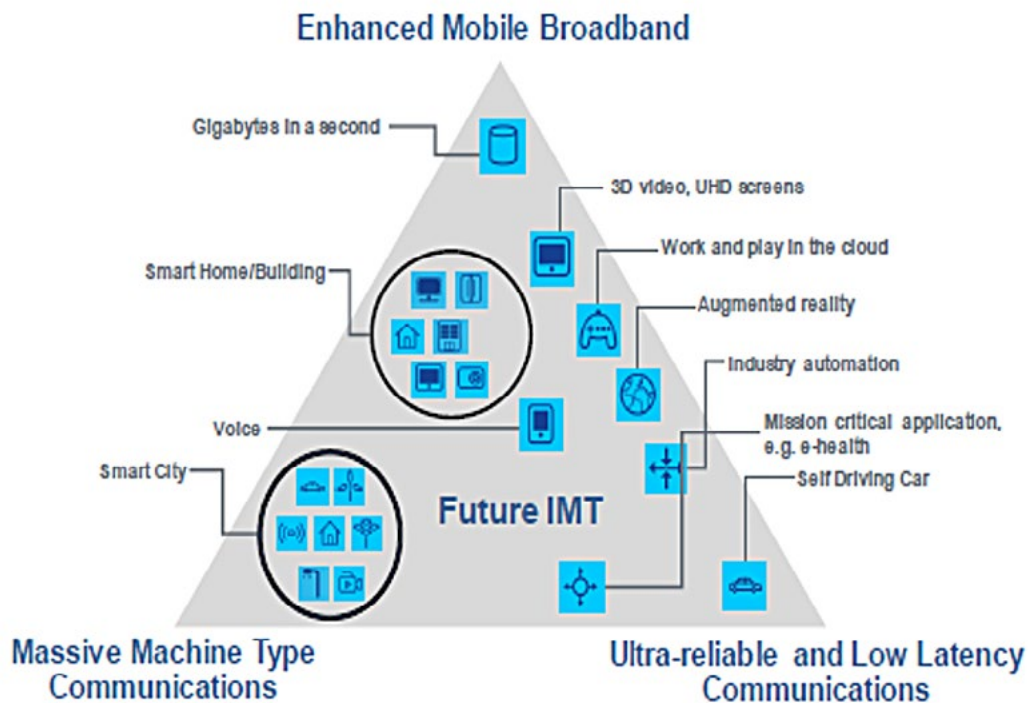 Enhanced Mobile Broadband
Gigabytes in a second
3D video, UHD screens
Work and play in the cloud
Smart Home/Building
Augmented reality
Industry automation
Voice
Mission critical application,
e.g. e-health
Smart City
Self Driving Car
Future IMT
Massive Machine Type
Communications
Ultra-reliable and Low Latency
Communications